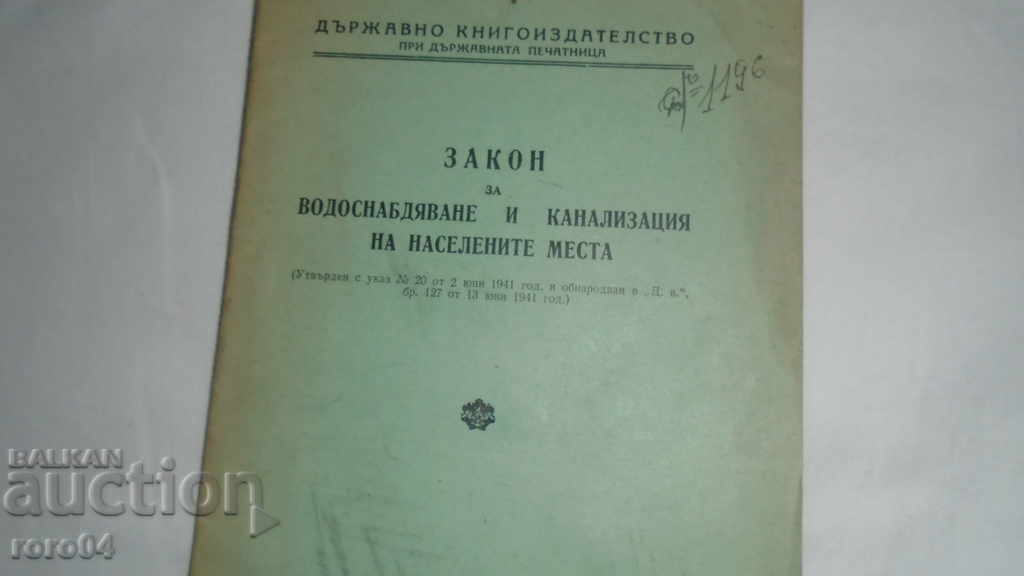 ДЪРЖАВНО КНИГОИЗДАТЕЛСТВО
ПРИ ДЪРЖАВНАТА ПЕЧАТНИЦА
1196
ЗАКОН
ЗА
ВОДОСНАБДЯВАНЕ И КАНАЛИЗАЦИЯ
НА НАСЕЛЕНИТЕ МЕСТА
(Утвърден с указ № 20 от 2 юни 1941 год. и обнародван в „Д. в.“,
бр. 127 от 13 юни 1941 год.)
BALKAN
auction
roro04